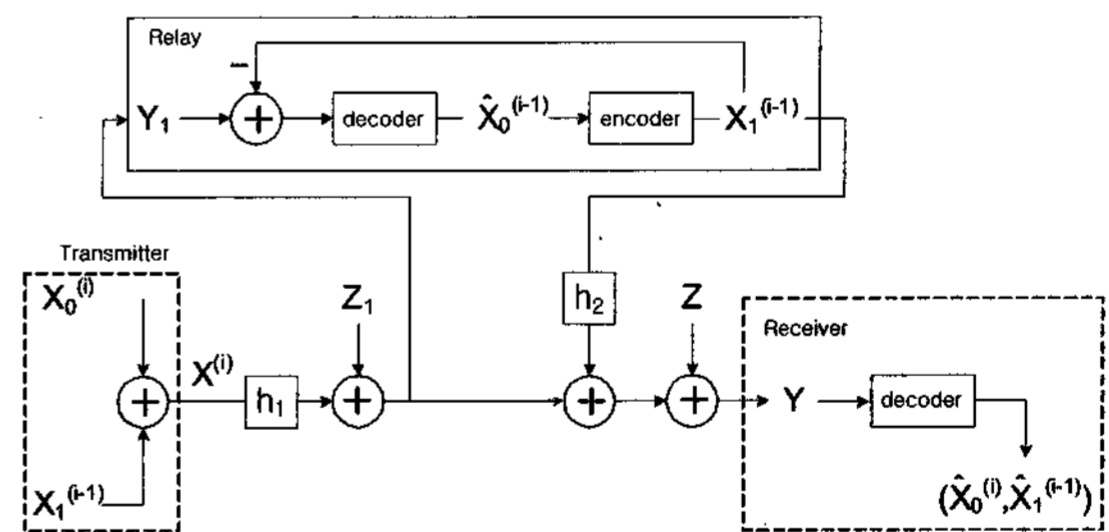 Relay
−
Y₁ + decoder X̂₀⁽ⁱ⁻¹⁾ encoder X₁⁽ⁱ⁻¹⁾
Transmitter
X₀⁽ⁱ⁾
Z₁
h₂
Z
Receiver
X⁽ⁱ⁾
+ h₁ + + + Y decoder
X₁⁽ⁱ⁻¹⁾
(X̂₀⁽ⁱ⁾,X̂₁⁽ⁱ⁻¹⁾)